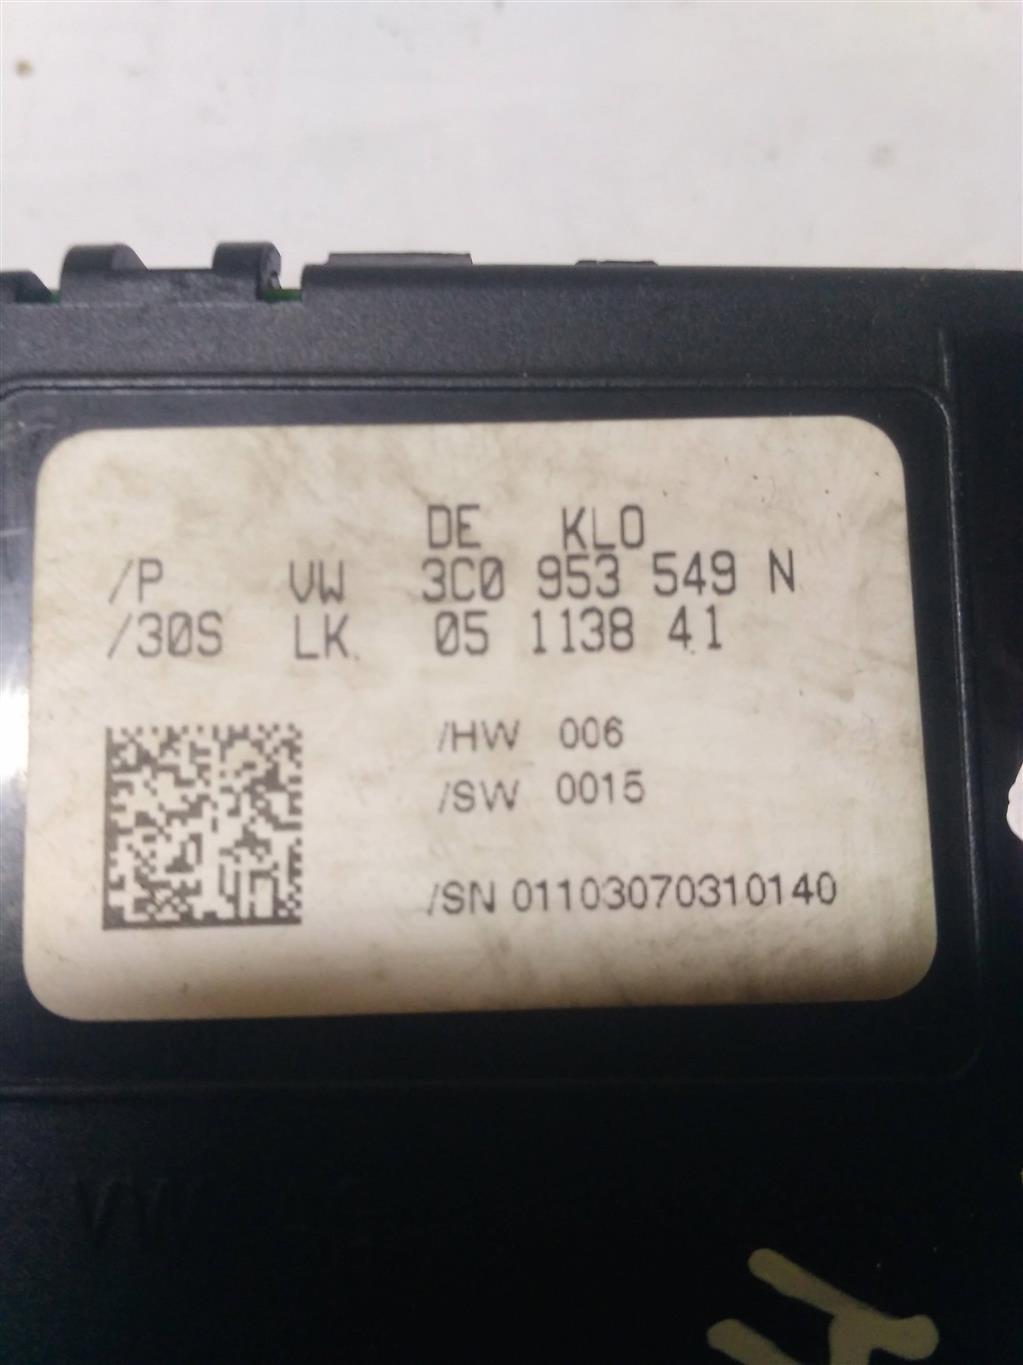 DE KLO
/P VW 3C0 953 549 N
/30S LK. 05 1138 41
/HW 006
/SW 0015
/SN 01103070310140